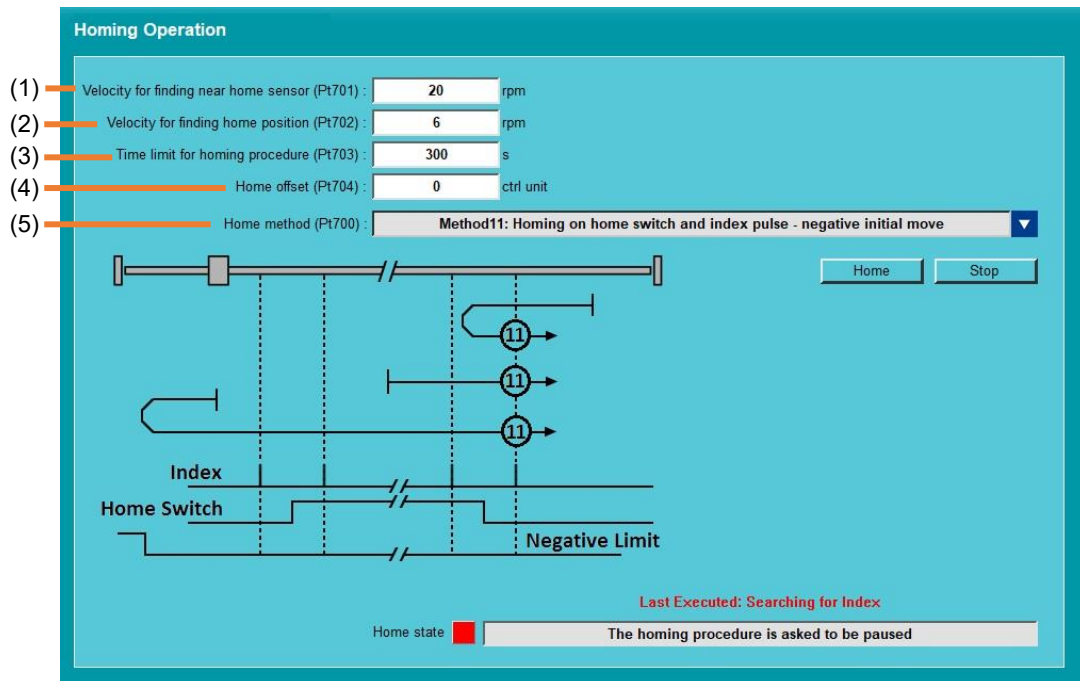 Homing Operation
(1) Velocity for finding near home sensor (Pt701) : 20 rpm
(2) Velocity for finding home position (Pt702) : 6 rpm
(3) Time limit for homing procedure (Pt703) : 300 s
(4) Home offset (Pt704) : 0 ctrl unit
(5) Home method (Pt700) : Method11: Homing on home switch and index pulse - negative initial move
Home Stop
11
11
11
Index
Home Switch
Negative Limit
Last Executed: Searching for Index
Home state The homing procedure is asked to be paused